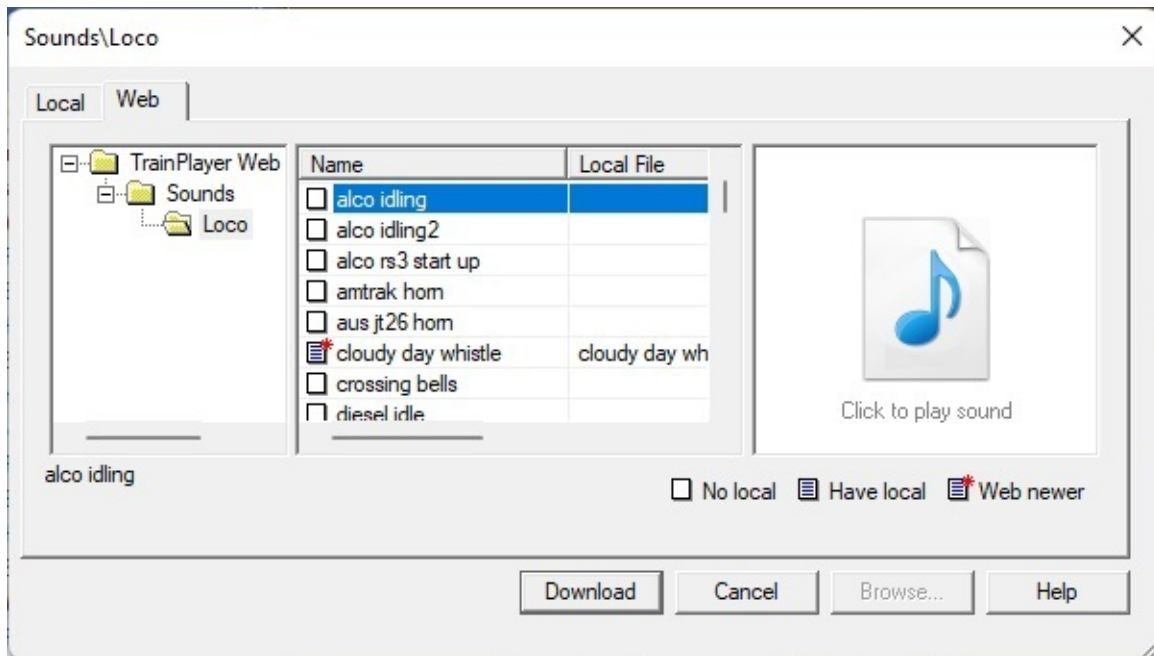 Sounds\Loco
Local Web
TrainPlayer Web
Sounds
Loco
Name Local File
alco idling
alco idling2
alco rs3 start up
amtrak horn
aus jt26 horn
cloudy day whistle cloudy day wh
crossing bells
diesel idle
Click to play sound
alco idling
No local Have local Web newer
Download Cancel Browse... Help